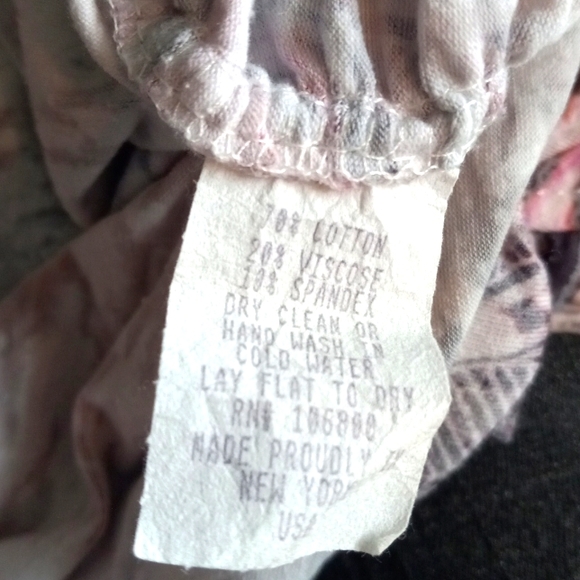 70% COTTON
20% VISCOSE
10% SPANDEX
DRY CLEAN OR
HAND WASH IN
COLD WATER
LAY FLAT TO DRY
RN# 106800
MADE PROUDLY IN
NEW YORK
USA